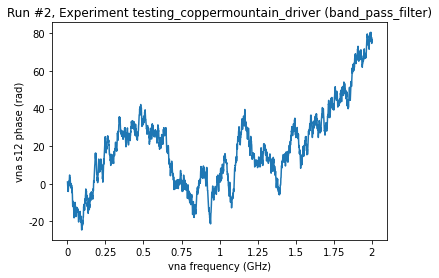 Run #2, Experiment testing_coppermountain_driver (band_pass_filter)
vna s12 phase (rad)
80
60
40
20
0
-20
0 0.25 0.5 0.75 1 1.25 1.5 1.75 2
vna frequency (GHz)